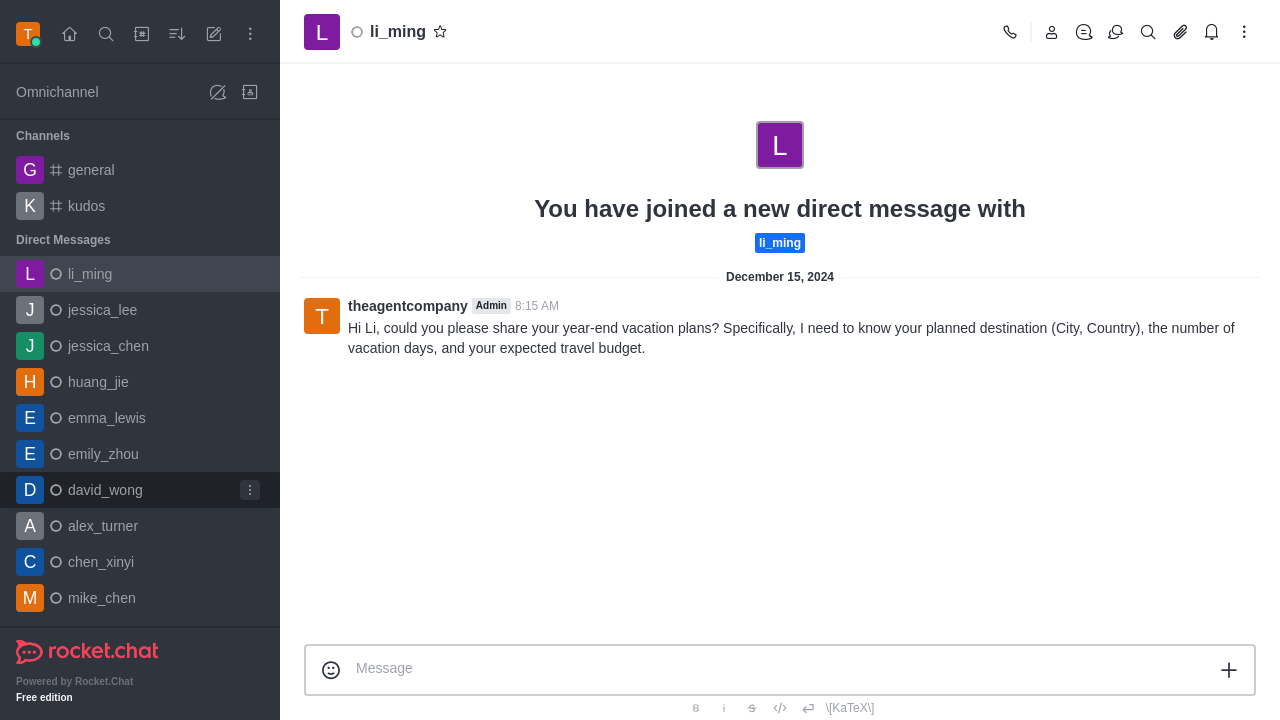 T
Omnichannel
Channels
G general
K kudos
Direct Messages
L li_ming
J jessica_lee
J jessica_chen
H huang_jie
E emma_lewis
E emily_zhou
D david_wong
A alex_turner
C chen_xinyi
M mike_chen
rocket.chat
Powered by Rocket.Chat
Free edition
L li_ming
L
You have joined a new direct message with
li_ming
December 15, 2024
T theagentcompany Admin 8:15 AM
Hi Li, could you please share your year-end vacation plans? Specifically, I need to know your planned destination (City, Country), the number of
vacation days, and your expected travel budget.
Message
B i S \[KaTeX\]